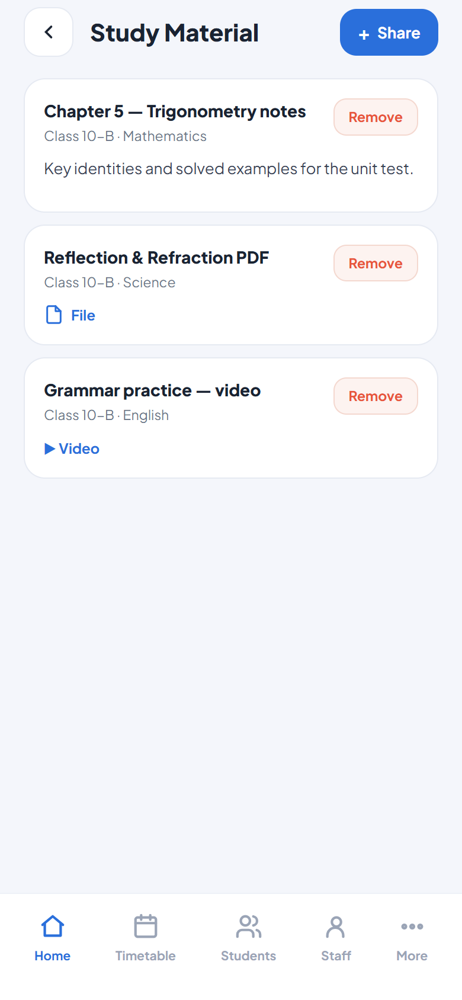 Study Material
+ Share
Chapter 5 — Trigonometry notes
Remove
Class 10–B · Mathematics
Key identities and solved examples for the unit test.
Reflection & Refraction PDF
Remove
Class 10–B · Science
File
Grammar practice — video
Remove
Class 10–B · English
Video
Home
Timetable
Students
Staff
More